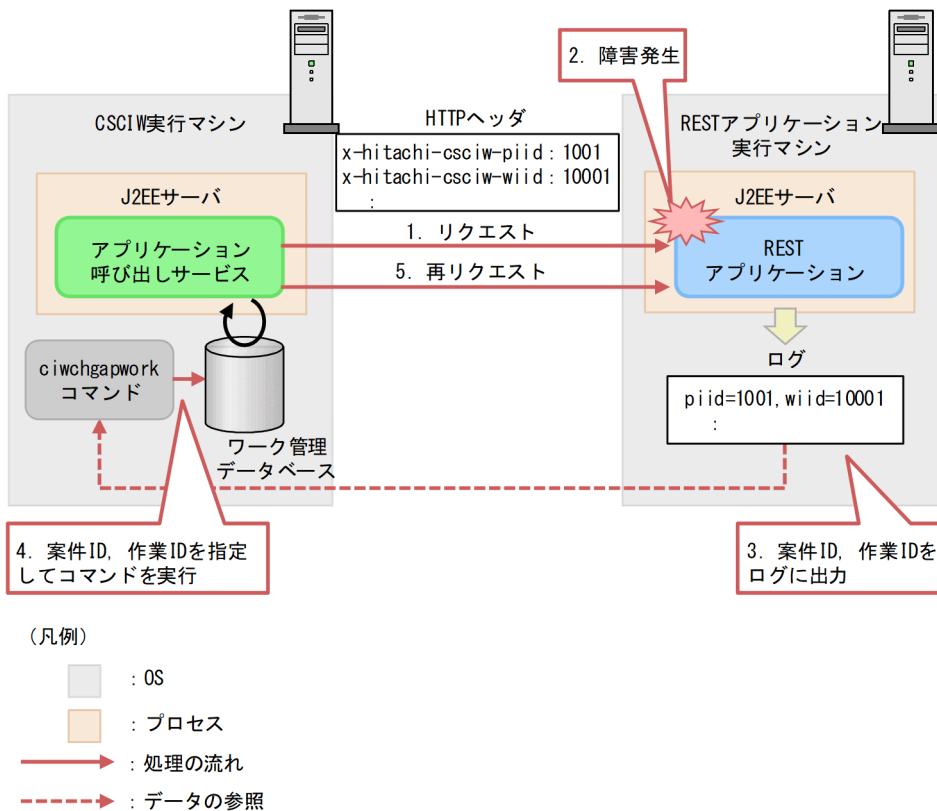 2. 障害発生
CSCIW実行マシン
HTTPヘッダ
x-hitachi-csciw-piid：1001
x-hitachi-csciw-wiid：10001
：
RESTアプリケーション
実行マシン
J2EEサーバ
アプリケーション
呼び出しサービス
1. リクエスト
5. 再リクエスト
J2EEサーバ
REST
アプリケーション
ログ
piid=1001,wiid=10001
：
ciwchgapwork
コマンド
ワーク管理
データベース
4. 案件ID，作業IDを指定
してコマンドを実行
3. 案件ID，作業IDを
ログに出力
（凡例）
：OS
：プロセス
：処理の流れ
：データの参照